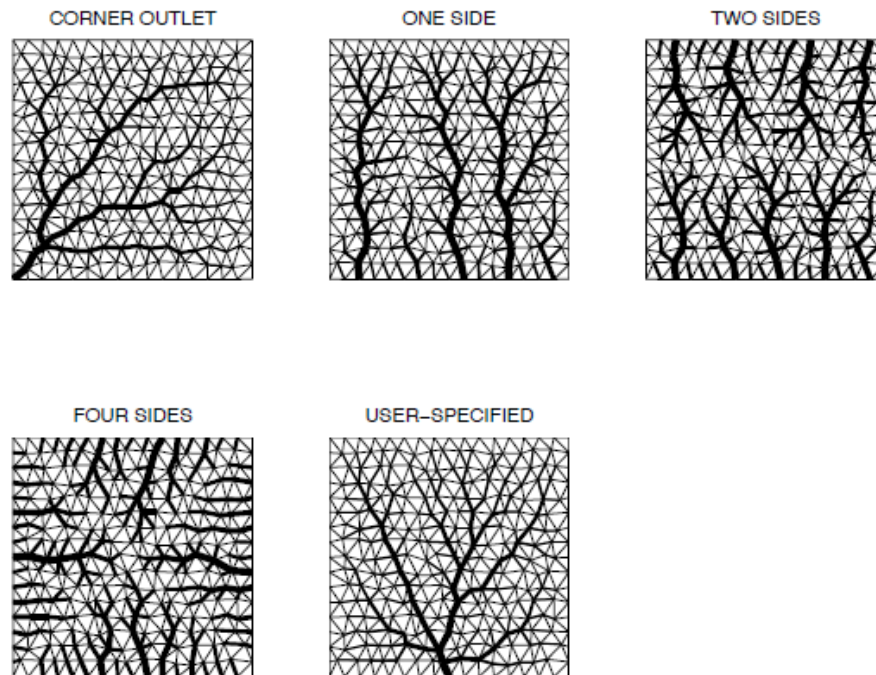 CORNER OUTLET
ONE SIDE
TWO SIDES
FOUR SIDES
USER-SPECIFIED